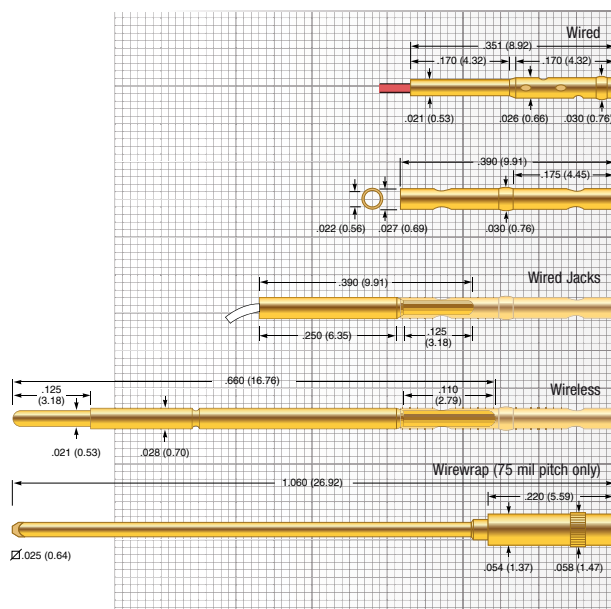 Wired
.351 (8.92)
.170 (4.32) .170 (4.32)
.021 (0.53) .026 (0.66) .030 (0.76)
.390 (9.91)
.175 (4.45)
.022 (0.56) .027 (0.69) .030 (0.76)
Wired Jacks
.390 (9.91)
.250 (6.35) .125
(3.18)
.660 (16.76)
Wireless
.125
(3.18)
.110
(2.79)
.021 (0.53) .028 (0.70)
Wirewrap (75 mil pitch only)
1.060 (26.92)
.220 (5.59)
.025 (0.64) .054 (1.37) .058 (1.47)